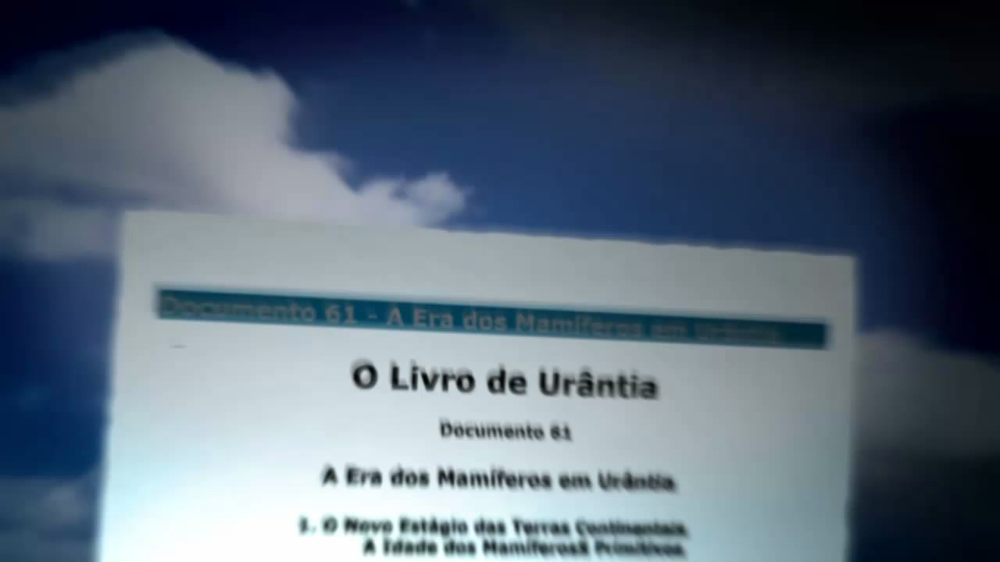 Documento 61 - A Era dos Mamíferos em Urântia
O Livro de Urântia
Documento 61
A Era dos Mamíferos em Urântia
1. O Novo Estágio das Terras Continentais
A Idade dos Mamíferos Primitivos